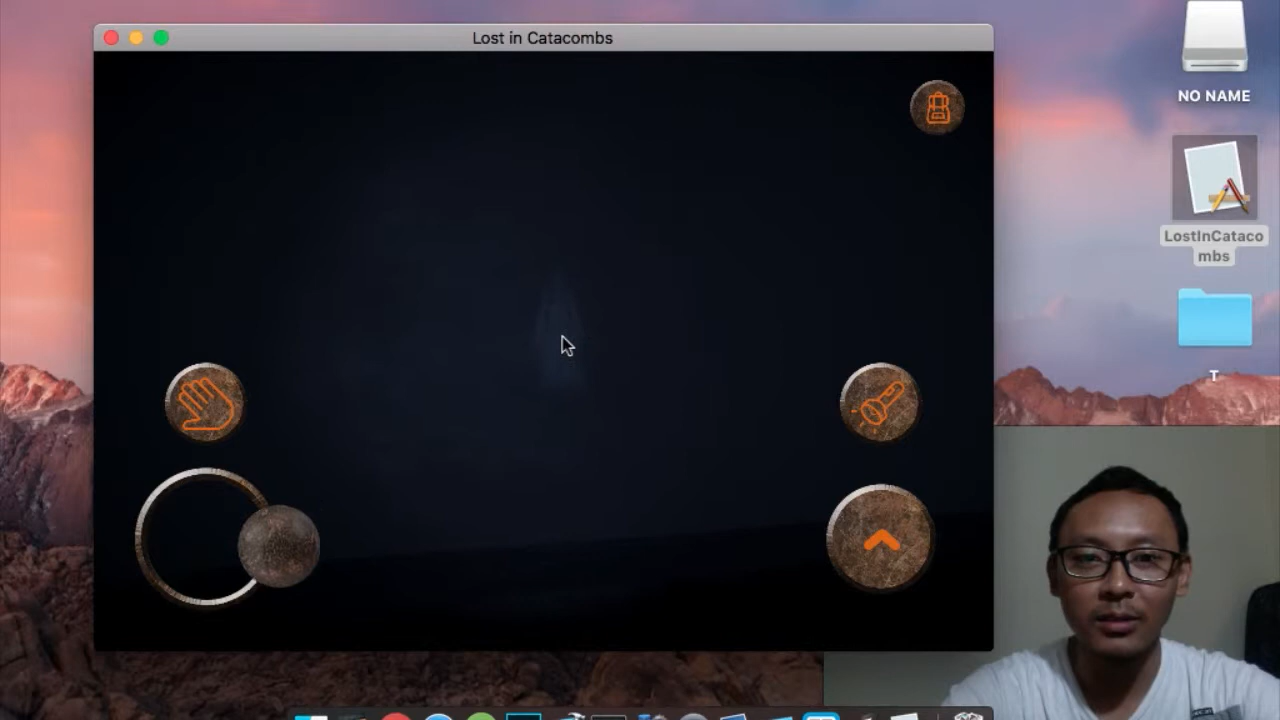 Lost in Catacombs
NO NAME
LostInCataco
mbs
T